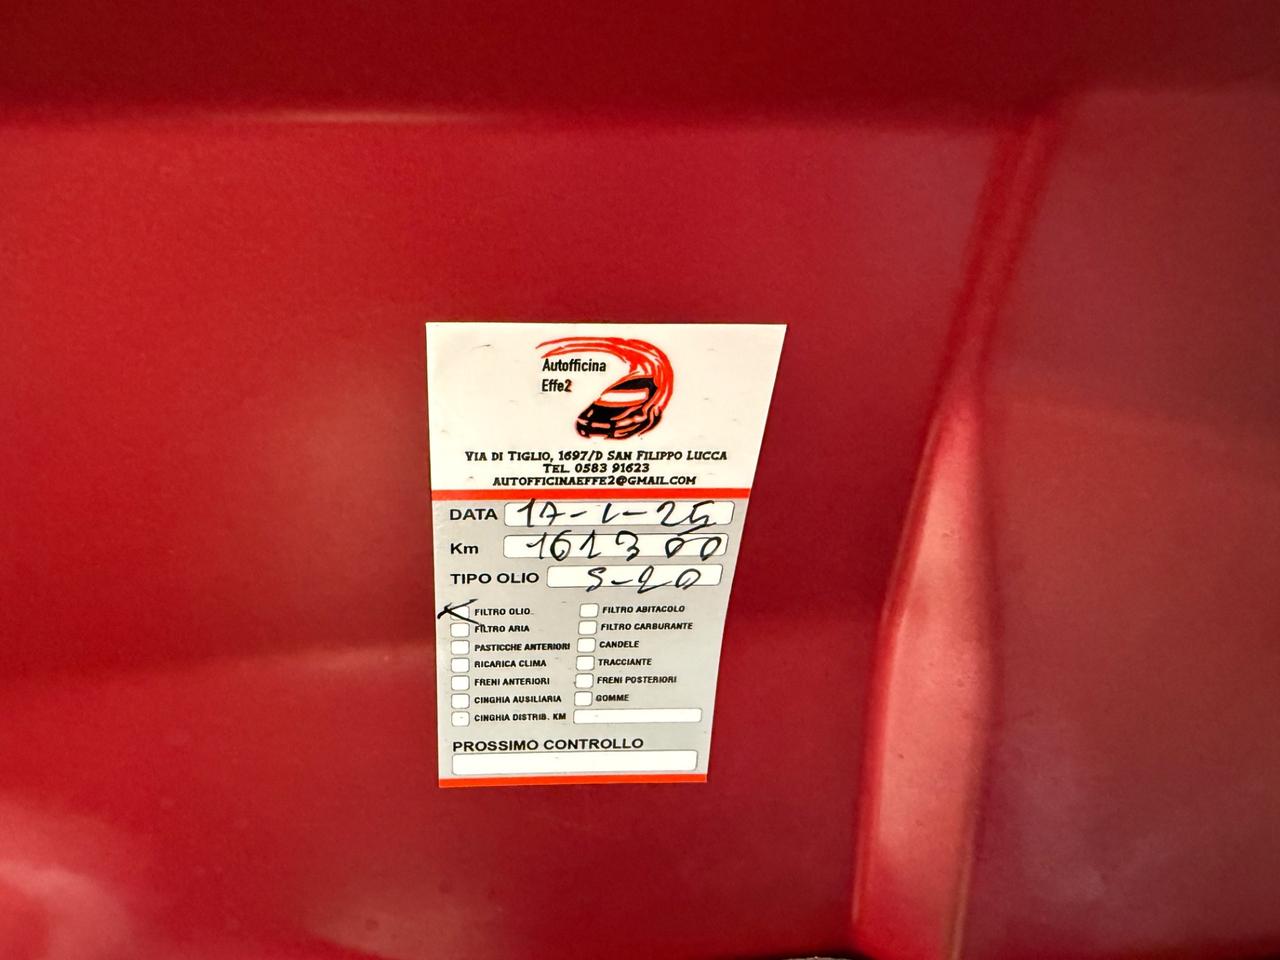 Autofficina
Effe2
VIA DI TIGLIO, 1697/D SAN FILIPPO LUCCA
TEL. 0583 91623
AUTOFFICINAEFFE2@GMAIL.COM
DATA 17-1-25
Km 161300
TIPO OLIO 5-20
FILTRO OLIO FILTRO ABITACOLO
FILTRO ARIA FILTRO CARBURANTE
PASTICCHE ANTERIORI CANDELE
RICARICA CLIMA TRACCIANTE
FRENI ANTERIORI FRENI POSTERIORI
CINGHIA AUSILIARIA GOMME
CINGHIA DISTRIB. KM
PROSSIMO CONTROLLO